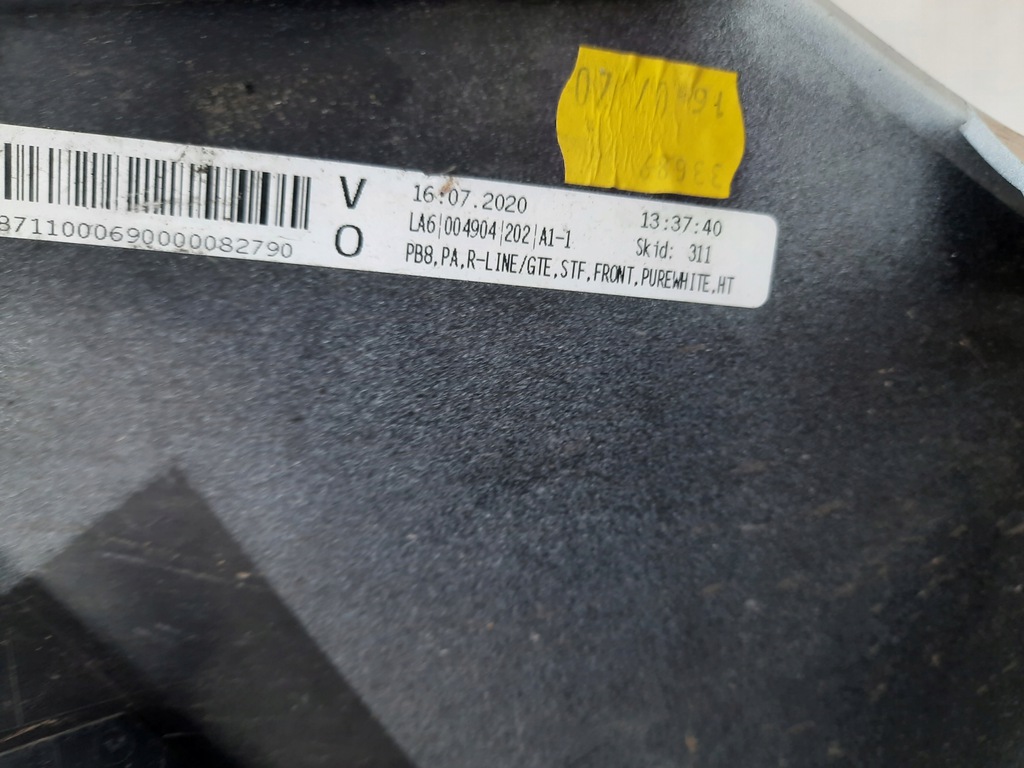 V
O
87110006900000082790
16.07.2020
13:37:40
LA6|004904|202|A1-1
Skid: 311
PB8,PA,R-LINE/GTE,STF,FRONT,PUREWHITE,HT